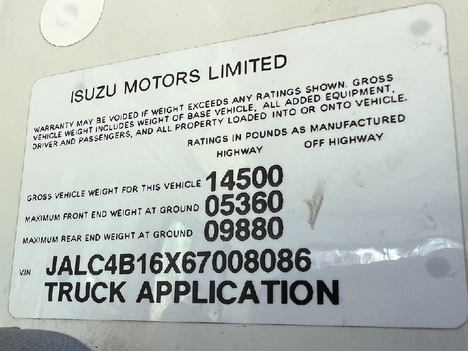 ISUZU MOTORS LIMITED
WARRANTY MAY BE VOIDED IF WEIGHT EXCEEDS ANY RATINGS SHOWN. GROSS
VEHICLE WEIGHT INCLUDES WEIGHT OF BASE VEHICLE, ALL ADDED EQUIPMENT,
DRIVER AND PASSENGERS, AND ALL PROPERTY LOADED INTO OR ONTO VEHICLE.
RATINGS IN POUNDS AS MANUFACTURED
HIGHWAY OFF HIGHWAY
GROSS VEHICLE WEIGHT FOR THIS VEHICLE 14500
MAXIMUM FRONT END WEIGHT AT GROUND 05360
MAXIMUM REAR END WEIGHT AT GROUND 09880
VIN JALC4B16X67008086
TRUCK APPLICATION